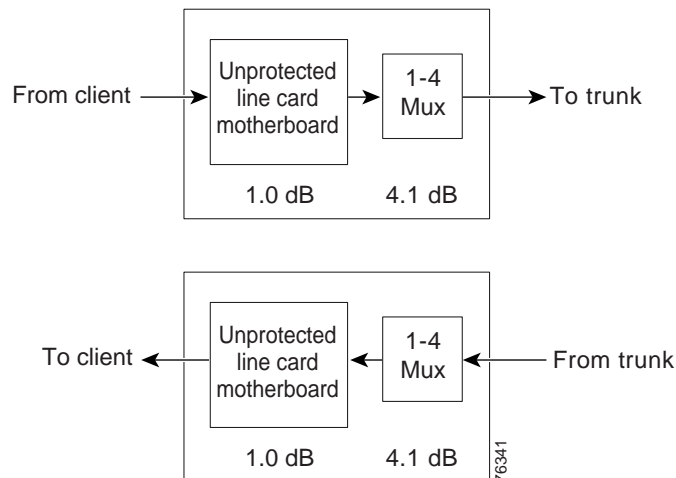 From client
Unprotected
line card
motherboard
1-4
Mux
To trunk
1.0 dB
4.1 dB
To client
Unprotected
line card
motherboard
1-4
Mux
From trunk
1.0 dB
4.1 dB
76341